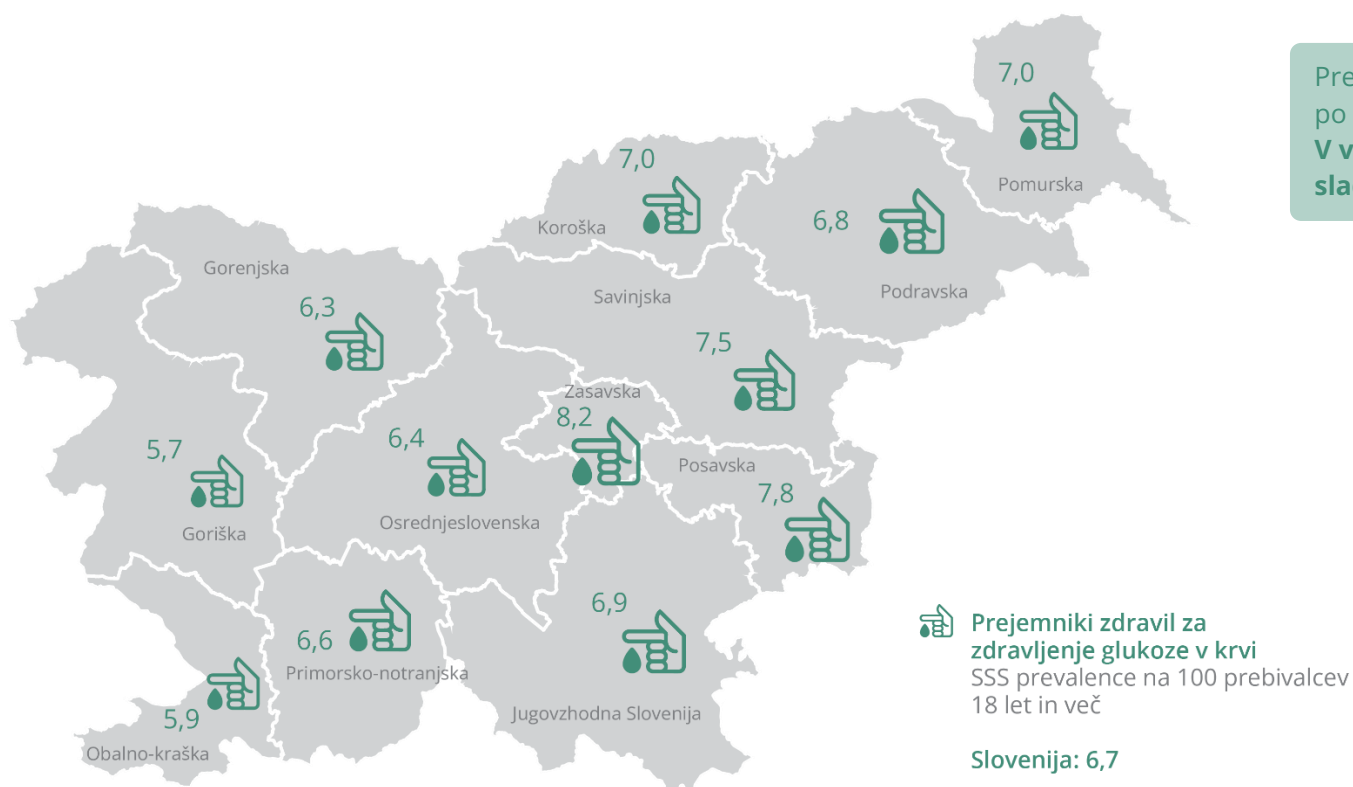 7,0
Pomurska
Pre
po
V v
sla
7,0
Koroška
6,8
Podravska
Gorenjska
6,3
Savinjska
7,5
Zasavska
8,2
5,7
Goriška
6,4
Osrednjeslovenska
Posavska
7,8
6,6
Primorsko-notranjska
6,9
Jugovzhodna Slovenija
5,9
Obalno-kraška
Prejemniki zdravil za
zdravljenje glukoze v krvi
SSS prevalence na 100 prebivalcev
18 let in več
Slovenija: 6,7